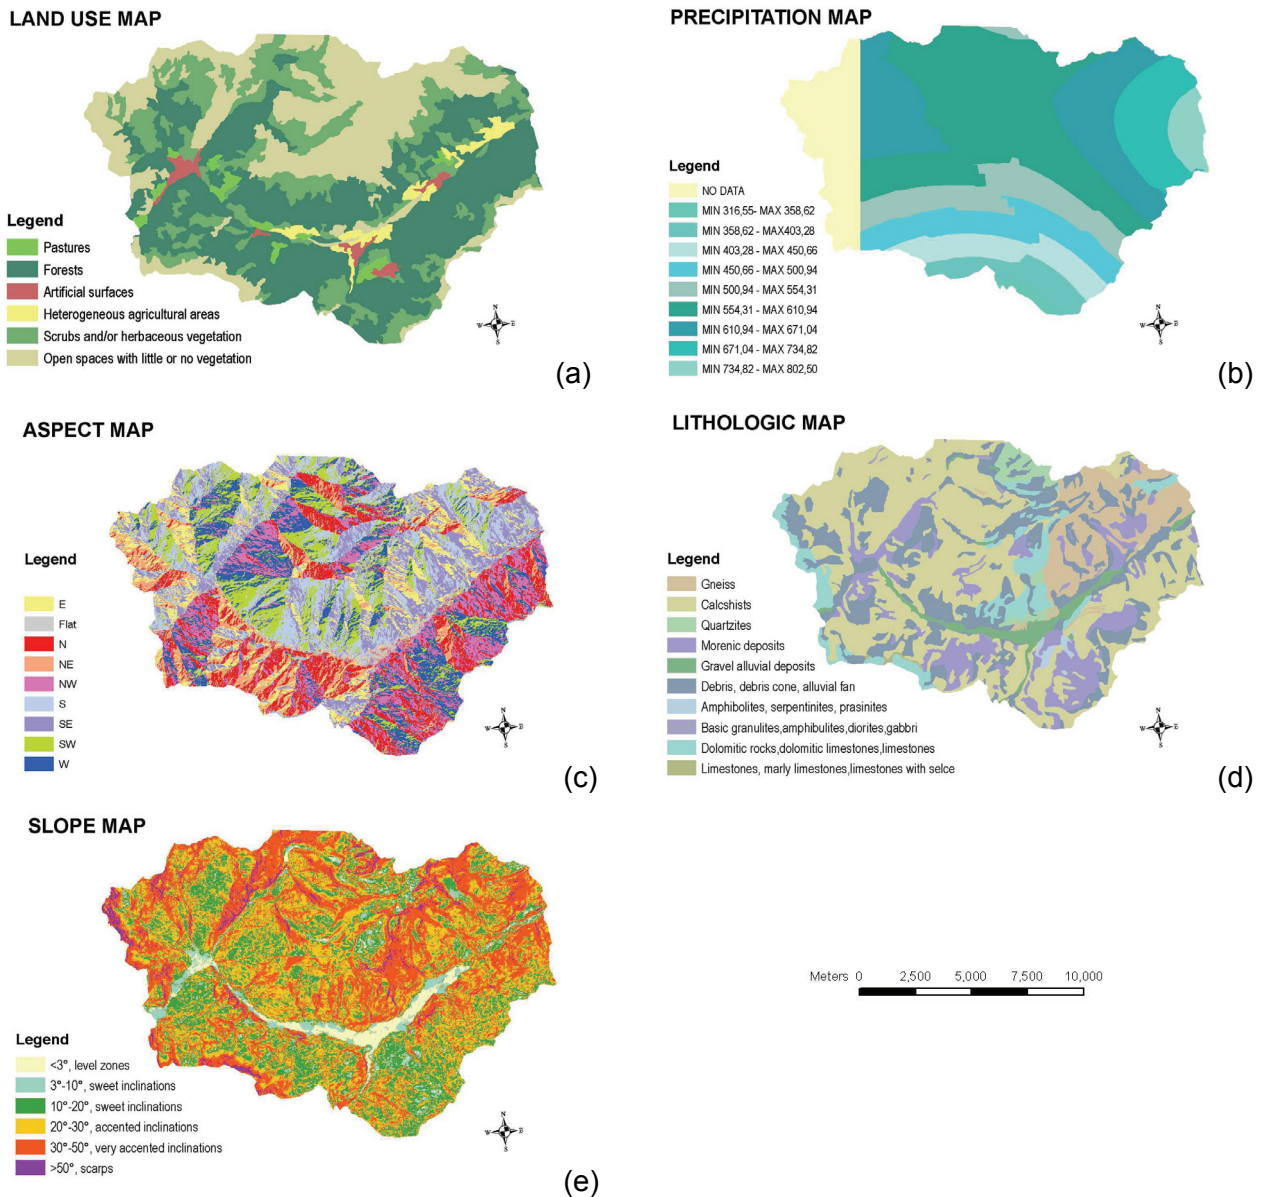 LAND USE MAP
Legend
Pastures
Forests
Artificial surfaces
Heterogeneous agricultural areas
Scrubs and/or herbaceous vegetation
Open spaces with little or no vegetation
N
W
E
S
(a)
PRECIPITATION MAP
Legend
NO DATA
MIN 316,55- MAX 358,62
MIN 358,62 - MAX403,28
MIN 403,28 - MAX 450,66
MIN 450,66 - MAX 500,94
MIN 500,94 - MAX 554,31
MIN 554,31 - MAX 610,94
MIN 610,94 - MAX 671,04
MIN 671,04 - MAX 734,82
MIN 734,82 - MAX 802,50
N
W
E
S
(b)
ASPECT MAP
Legend
E
Flat
N
NE
NW
S
SE
SW
W
N
W
E
S
(c)
LITHOLOGIC MAP
Legend
Gneiss
Calcshists
Quartzites
Morenic deposits
Gravel alluvial deposits
Debris, debris cone, alluvial fan
Amphibolites, serpentinites, prasinites
Basic granulites,amphibulites,diorites,gabbri
Dolomitic rocks,dolomitic limestones,limestones
Limestones, marly limestones,limestones with selce
N
W
E
S
(d)
SLOPE MAP
Legend
<3°, level zones
3°-10°, sweet inclinations
10°-20°, sweet inclinations
20°-30°, accented inclinations
30°-50°, very accented inclinations
>50°, scarps
N
W
E
S
(e)
Meters 0 2,500 5,000 7,500 10,000